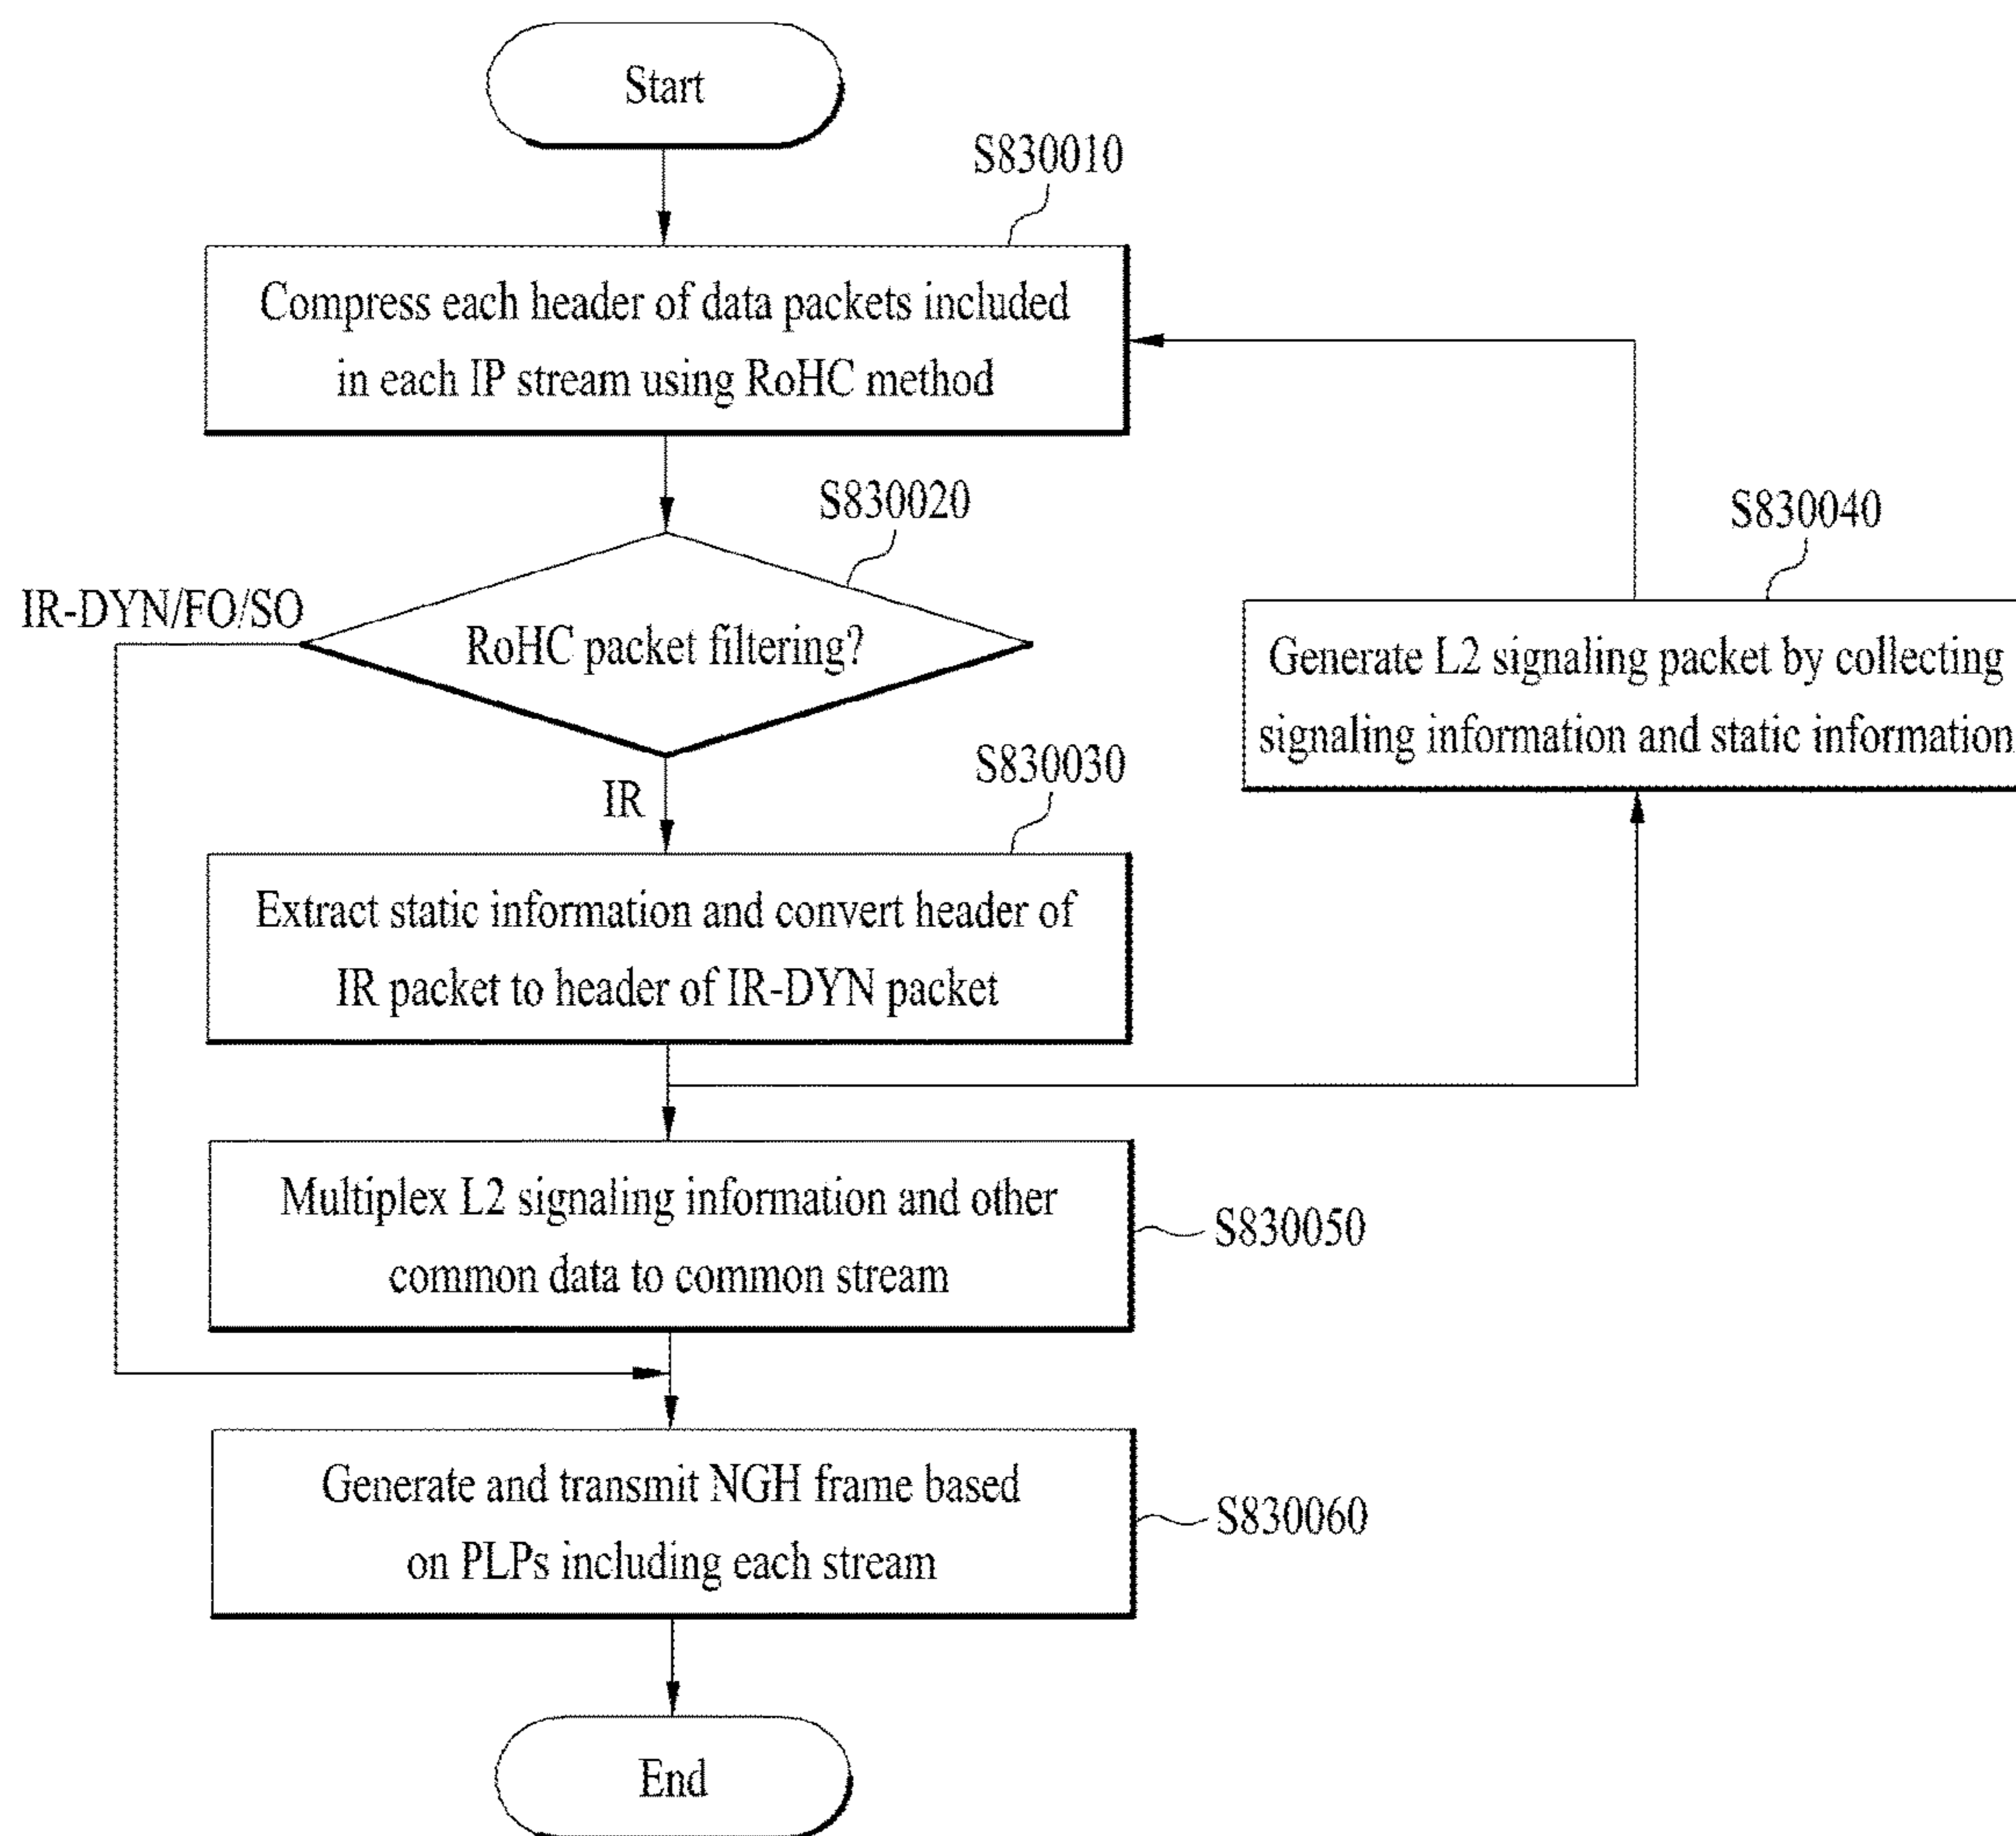 Start
S830010
Compress each header of data packets included
in each IP stream using RoHC method
S830020
S830040
IR-DYN/FO/SO
RoHC packet filtering?
Generate L2 signaling packet by collecting
signaling information and static information
S830030
IR
Extract static information and convert header of
IR packet to header of IR-DYN packet
Multiplex L2 signaling information and other
common data to common stream
S830050
Generate and transmit NGH frame based
on PLPs including each stream
S830060
End